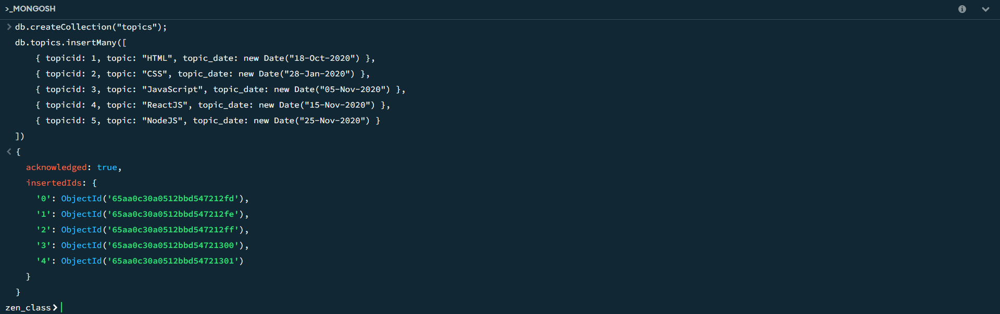 >_MONGOSH
> db.createCollection("topics");
db.topics.insertMany([
    { topicid: 1, topic: "HTML", topic_date: new Date("18-Oct-2020") },
    { topicid: 2, topic: "CSS", topic_date: new Date("28-Jan-2020") },
    { topicid: 3, topic: "JavaScript", topic_date: new Date("05-Nov-2020") },
    { topicid: 4, topic: "ReactJS", topic_date: new Date("15-Nov-2020") },
    { topicid: 5, topic: "NodeJS", topic_date: new Date("25-Nov-2020") }
])
< {
  acknowledged: true,
  insertedIds: {
    '0': ObjectId('65aa0c30a0512bbd547212fd'),
    '1': ObjectId('65aa0c30a0512bbd547212fe'),
    '2': ObjectId('65aa0c30a0512bbd547212ff'),
    '3': ObjectId('65aa0c30a0512bbd54721300'),
    '4': ObjectId('65aa0c30a0512bbd54721301')
  }
}
zen_class>